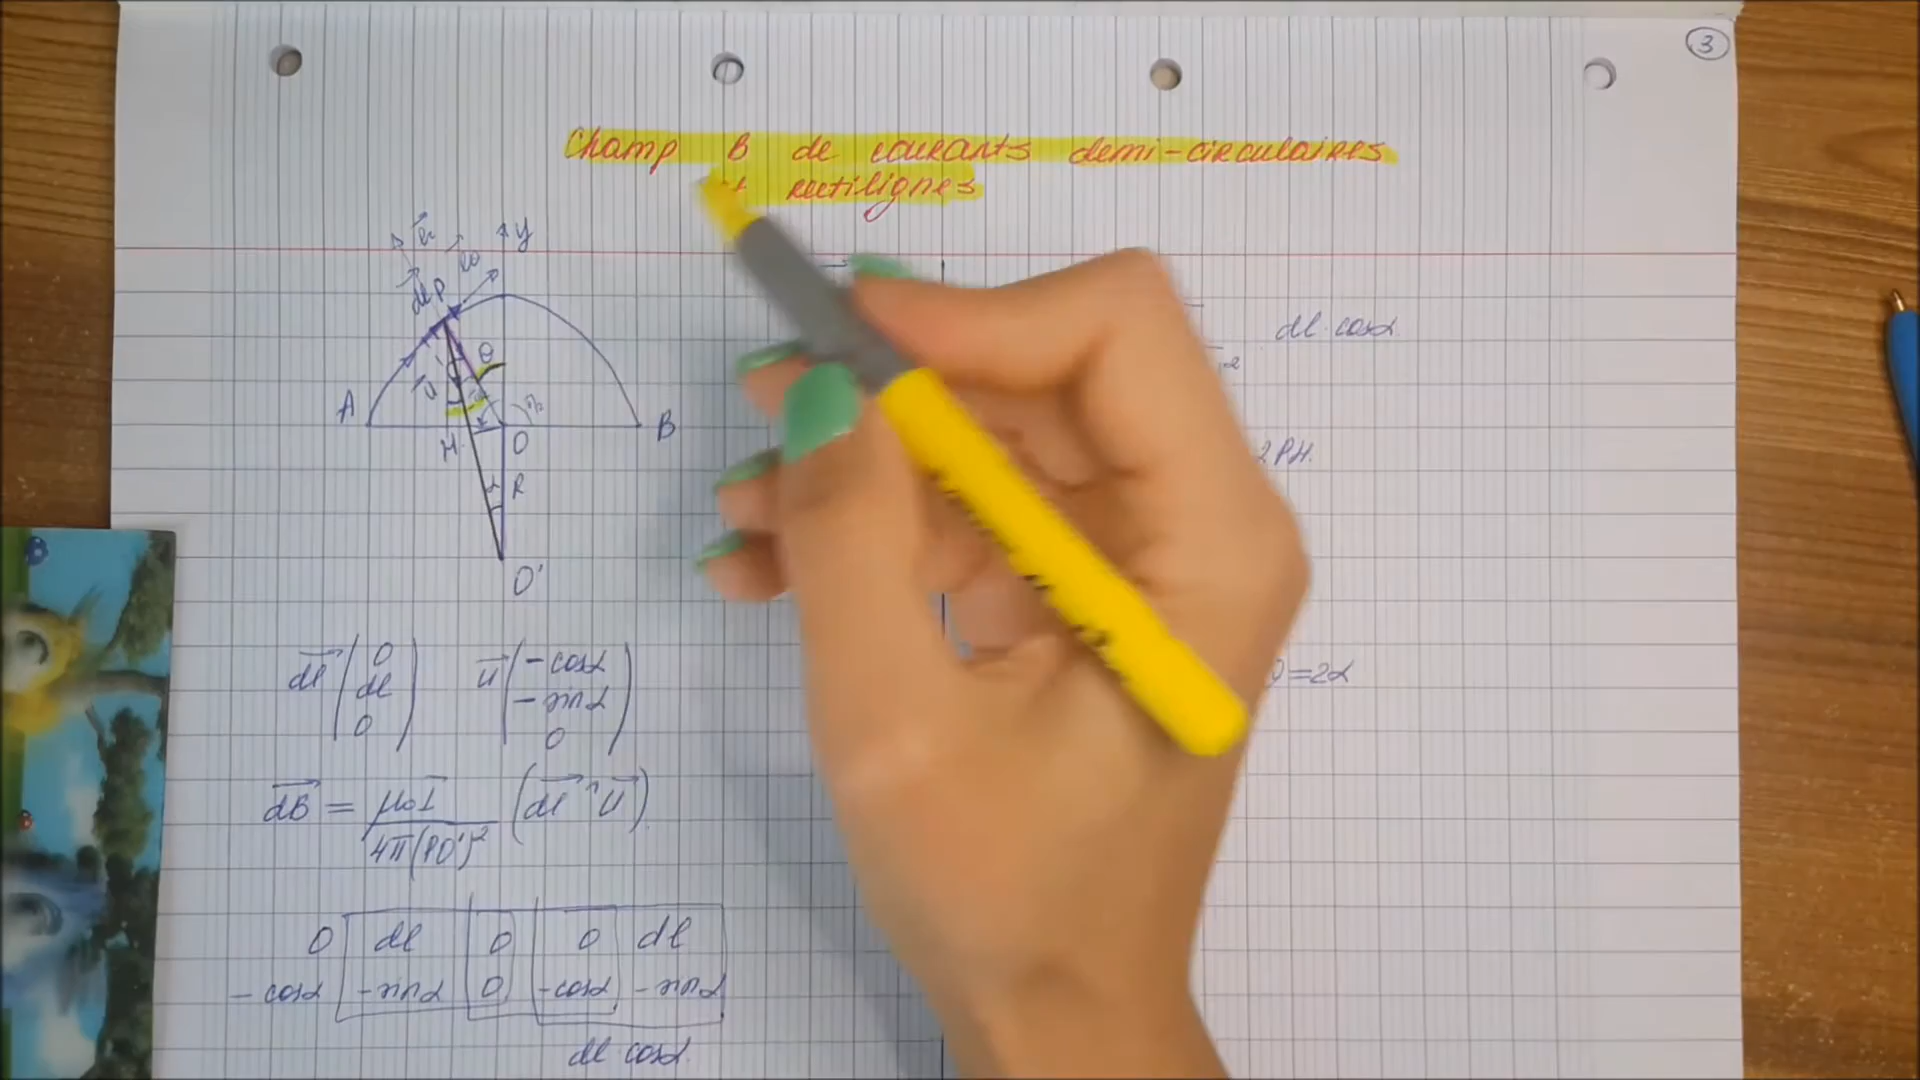 3
Champ B de courants demi-circulaires
rectilignes
y
P
θ
A
B
H
O
α
R
O'
dl ( 0 dl 0 ) u ( -cosα -sinα 0 )
dB = μ0I / 4π(PO')² (dl ^ u)
0 dl 0 0 dl
-cosα -sinα 0 -cosα -sinα
dl cosα
dl cosα
2
2PH.
=2α